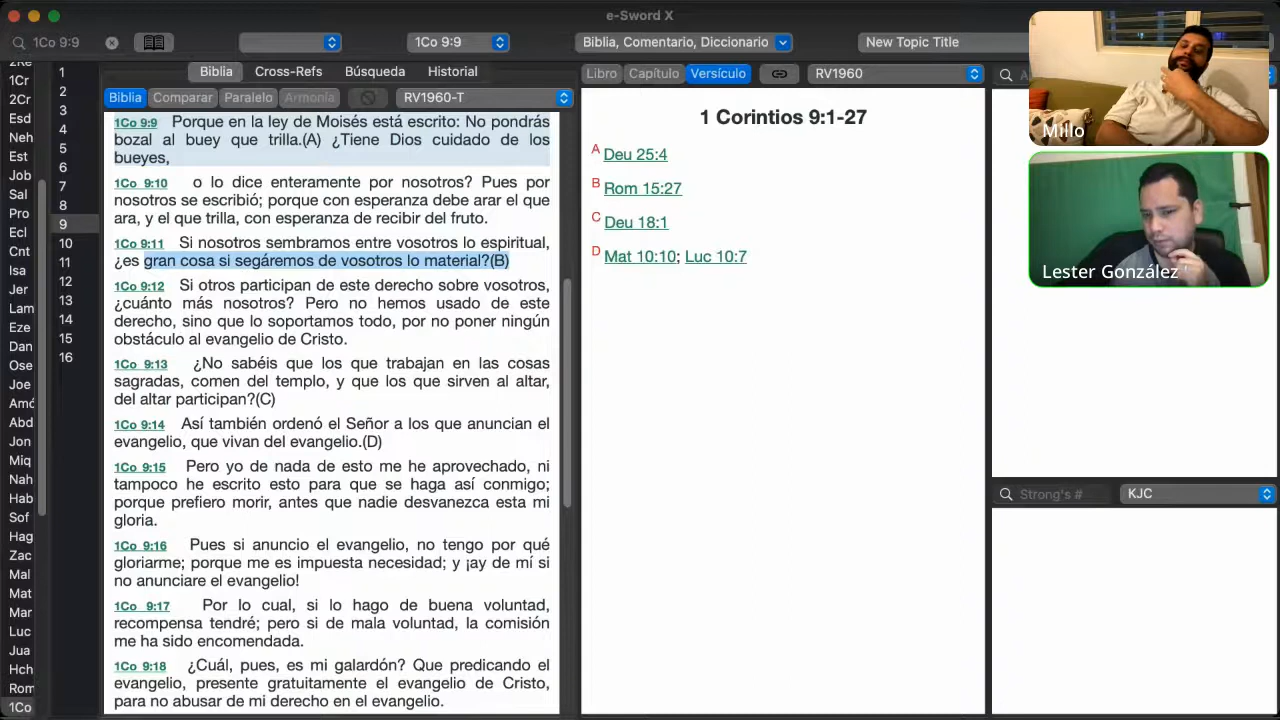 e-Sword X
1Co 9:9
1Co 9:9
Biblia, Comentario, Diccionario
New Topic Title
Biblia
Cross-Refs
Búsqueda
Historial
Biblia
Comparar
Paralelo
Armonía
RV1960-T
Libro
Capítulo
Versículo
RV1960
1Cr
2Cr
Esd
Neh
Est
Job
Sal
Pro
Ecl
Cnt
Isa
Jer
Lam
Eze
Dan
Ose
Joe
Amó
Abd
Jon
Miq
Nah
Hab
Sof
Hag
Zac
Mal
Mat
Mar
Luc
Jua
Hch
Rom
1Co
1
2
3
4
5
6
7
8
9
10
11
12
13
14
15
16
1Co 9:9 Porque en la ley de Moisés está escrito: No pondrás
bozal al buey que trilla.(A) ¿Tiene Dios cuidado de los
bueyes,
1Co 9:10 o lo dice enteramente por nosotros? Pues por
nosotros se escribió; porque con esperanza debe arar el que
ara, y el que trilla, con esperanza de recibir del fruto.
1Co 9:11 Si nosotros sembramos entre vosotros lo espiritual,
¿es gran cosa si segáremos de vosotros lo material?(B)
1Co 9:12 Si otros participan de este derecho sobre vosotros,
¿cuánto más nosotros? Pero no hemos usado de este
derecho, sino que lo soportamos todo, por no poner ningún
obstáculo al evangelio de Cristo.
1Co 9:13 ¿No sabéis que los que trabajan en las cosas
sagradas, comen del templo, y que los que sirven al altar,
del altar participan?(C)
1Co 9:14 Así también ordenó el Señor a los que anuncian el
evangelio, que vivan del evangelio.(D)
1Co 9:15 Pero yo de nada de esto me he aprovechado, ni
tampoco he escrito esto para que se haga así conmigo;
porque prefiero morir, antes que nadie desvanezca esta mi
gloria.
1Co 9:16 Pues si anuncio el evangelio, no tengo por qué
gloriarme; porque me es impuesta necesidad; y ¡ay de mí si
no anunciare el evangelio!
1Co 9:17 Por lo cual, si lo hago de buena voluntad,
recompensa tendré; pero si de mala voluntad, la comisión
me ha sido encomendada.
1Co 9:18 ¿Cuál, pues, es mi galardón? Que predicando el
evangelio, presente gratuitamente el evangelio de Cristo,
para no abusar de mi derecho en el evangelio.
1 Corintios 9:1-27
A Deu 25:4
B Rom 15:27
C Deu 18:1
D Mat 10:10; Luc 10:7
Millo
Lester González
Strong's #
KJC